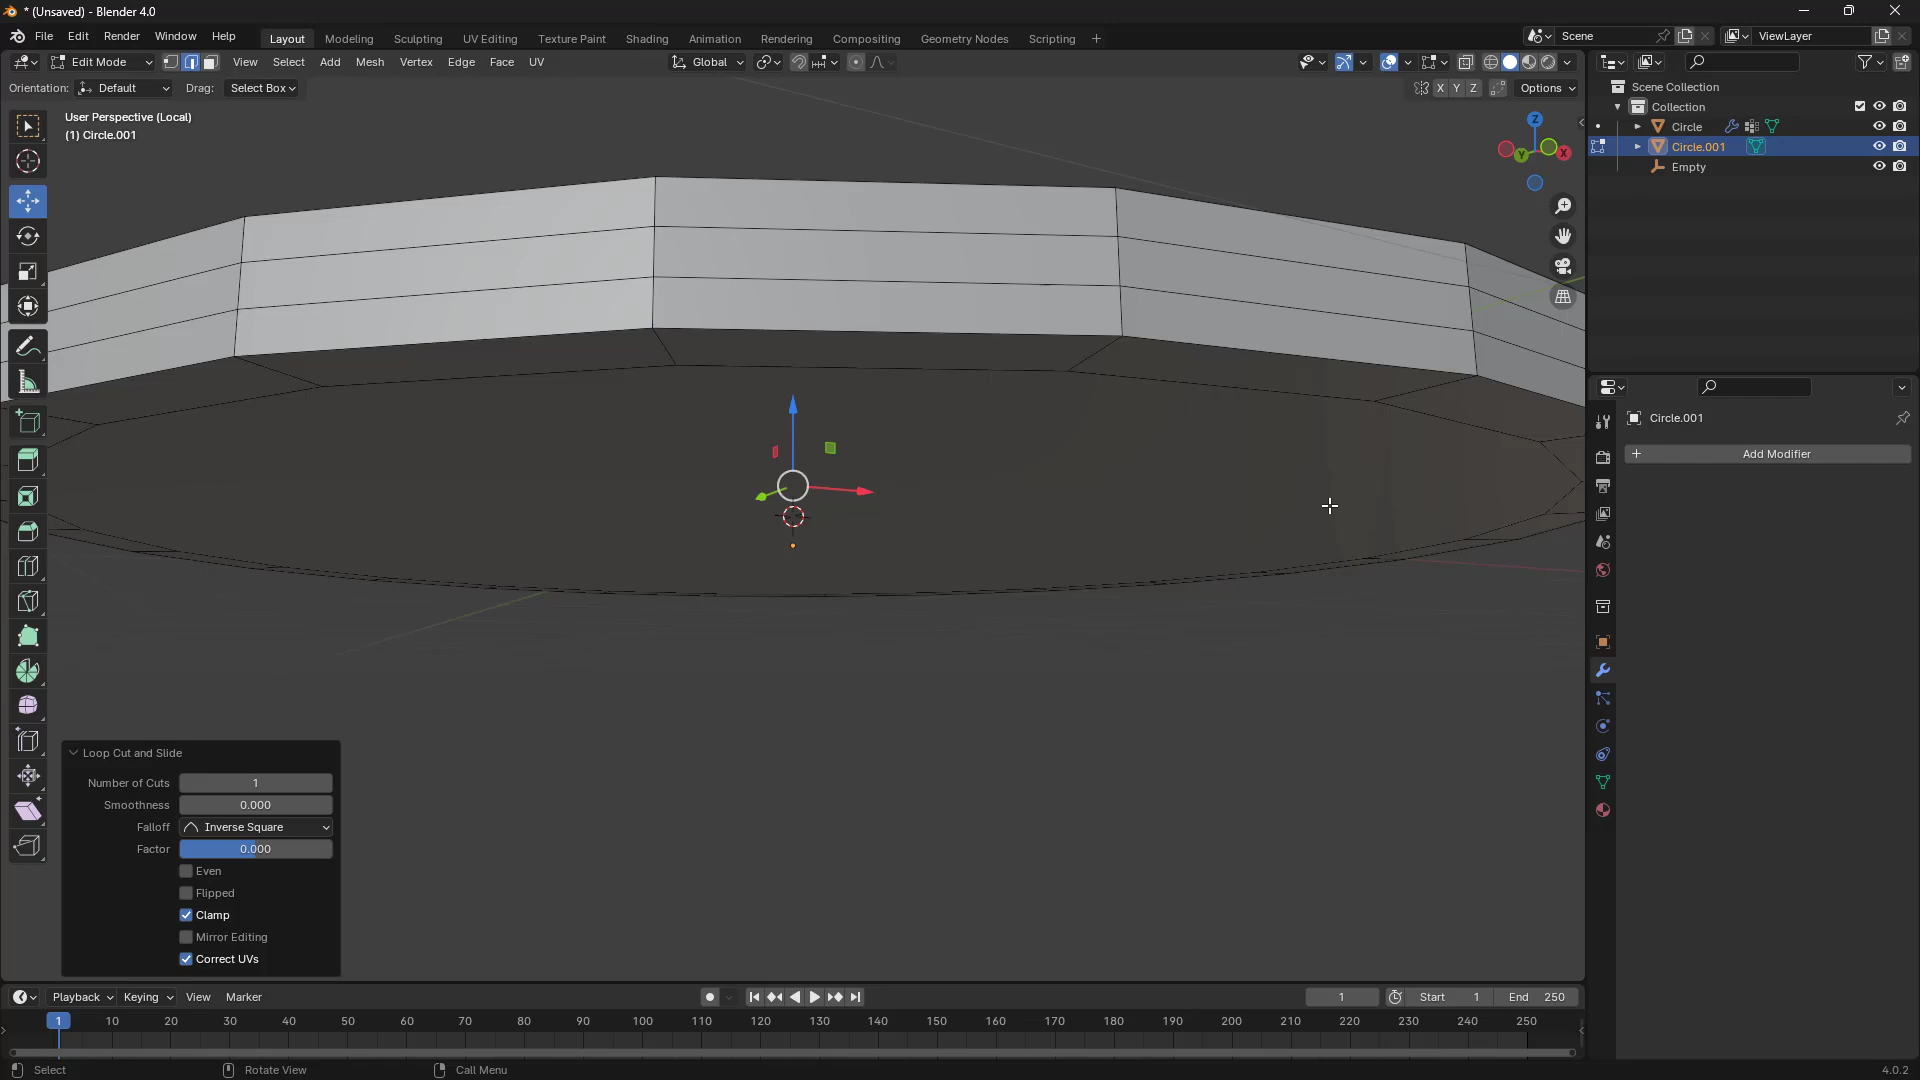 * (Unsaved) - Blender 4.0
File Edit Render Window Help
Layout Modeling Sculpting UV Editing Texture Paint Shading Animation Rendering Compositing Geometry Nodes Scripting +
Scene
ViewLayer
Edit Mode
View Select Add Mesh Vertex Edge Face UV
Global
Orientation: Default Drag: Select Box
X Y Z Options
User Perspective (Local)
(1) Circle.001
Z
Y
X
Scene Collection
Collection
Circle
Circle.001
Empty
Circle.001
+ Add Modifier
Loop Cut and Slide
Number of Cuts 1
Smoothness 0.000
Falloff Inverse Square
Factor 0.000
Even
Flipped
Clamp
Mirror Editing
Correct UVs
Playback Keying View Marker
1 Start 1 End 250
1 10 20 30 40 50 60 70 80 90 100 110 120 130 140 150 160 170 180 190 200 210 220 230 240 250
Select Rotate View Call Menu
4.0.2